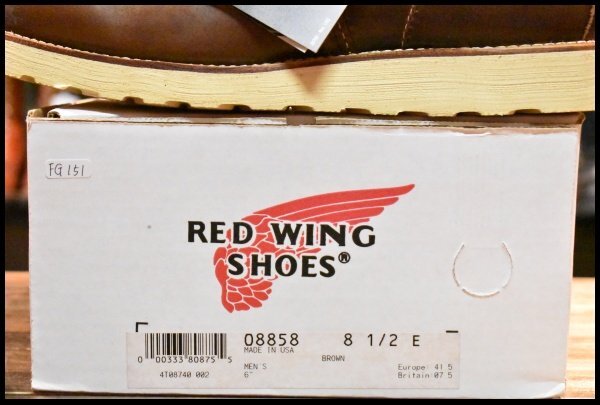 FG151
RED WING
SHOES®
08858 8 1/2 E
MADE IN USA
BROWN
0 00333 80875 5
MEN'S
Europe: 41 5
4T08740 002
6"
Britain: 07 5